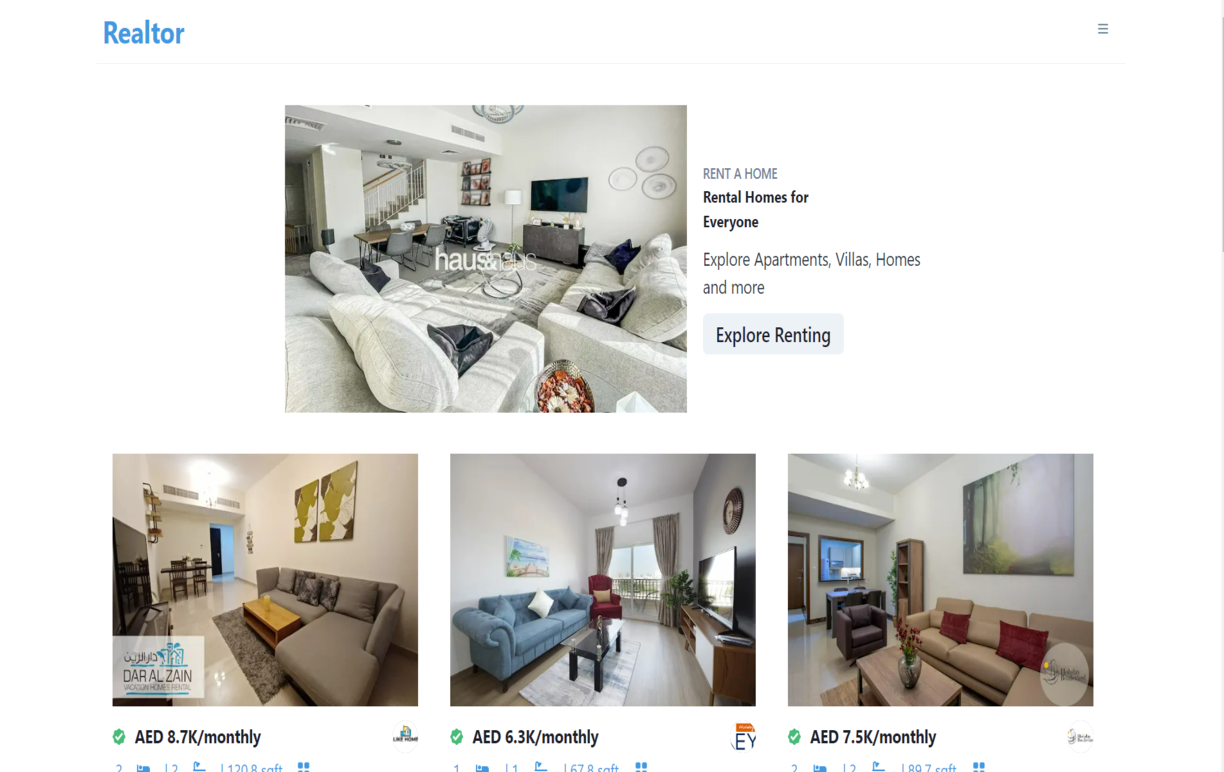 Realtor
haus&haus
RENT A HOME
Rental Homes for
Everyone
Explore Apartments, Villas, Homes
and more
Explore Renting
دار الزين
DAR AL ZAIN
VACATION HOMES RENTAL
AED 8.7K/monthly
LIKE HOME
AED 6.3K/monthly
EY
AED 7.5K/monthly
2 | 2 | 120.8 sqft
1 | 1 | 67.8 sqft
2 | 2 | 89.7 sqft